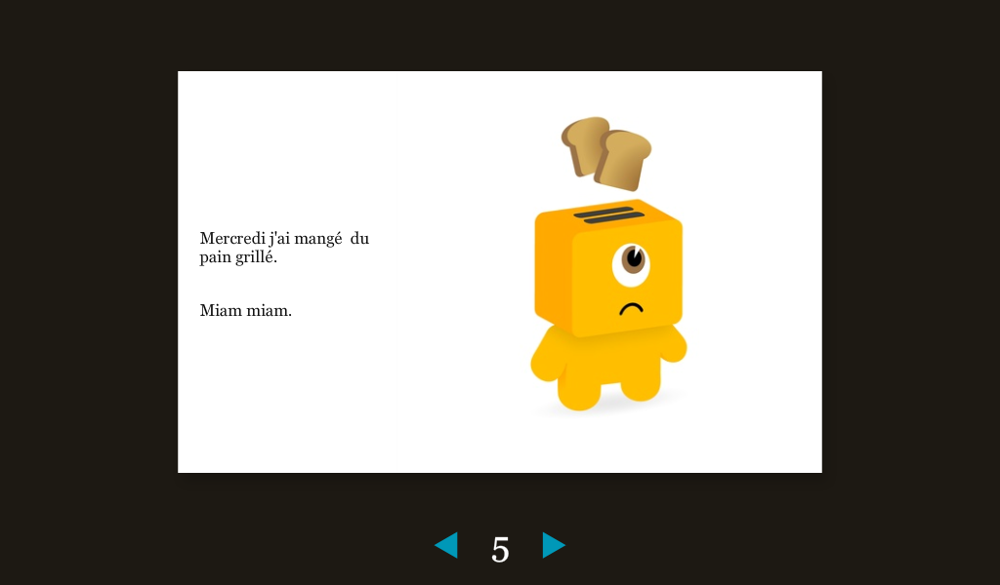 Mercredi j'ai mangé  du
pain grillé.
Miam miam.
5